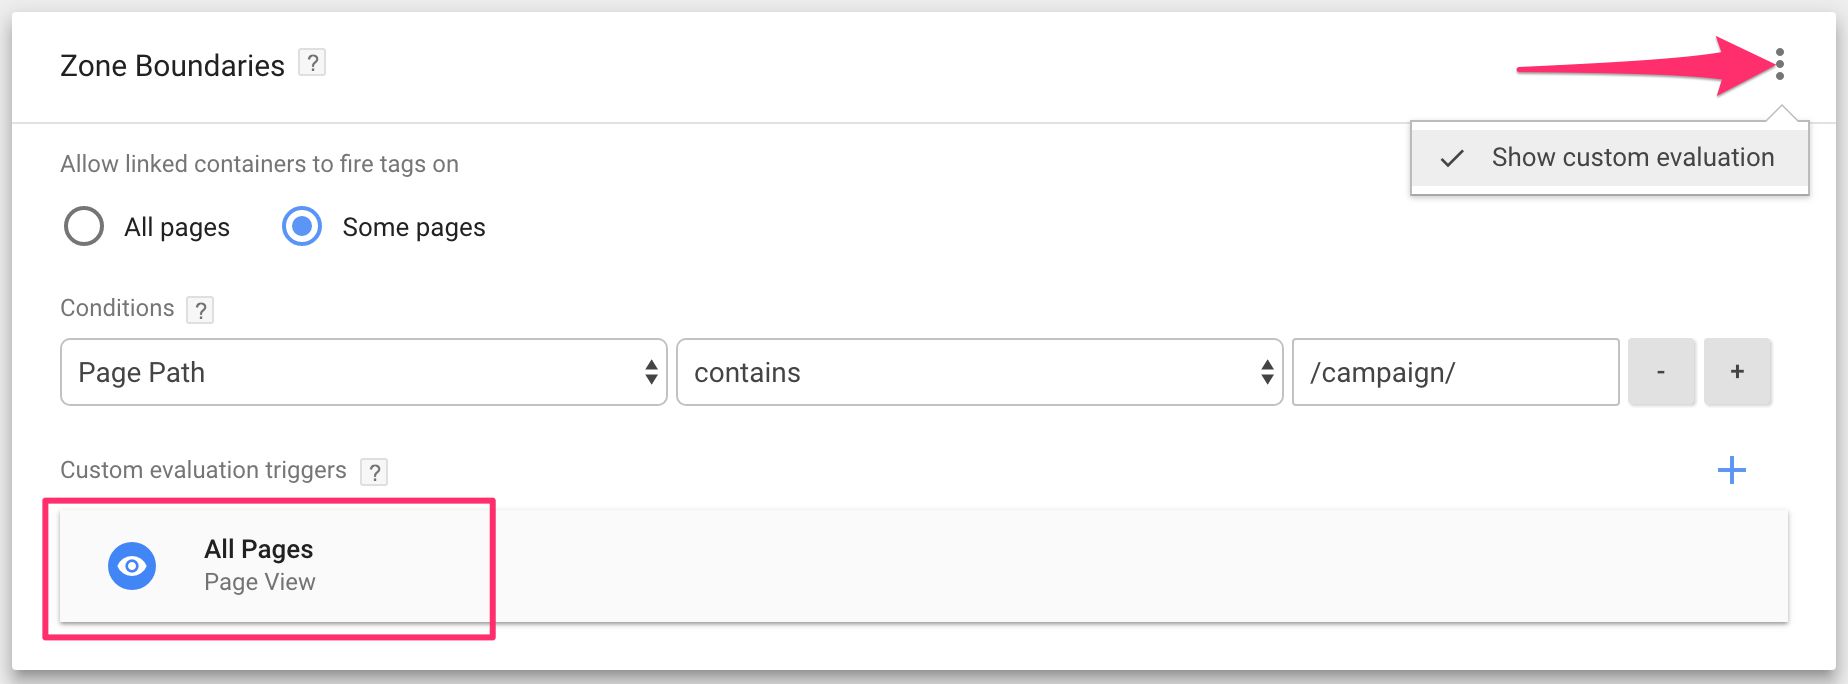 Zone Boundaries ?
Show custom evaluation
Allow linked containers to fire tags on
All pages Some pages
Conditions ?
Page Path contains /campaign/ - +
Custom evaluation triggers ? +
All Pages
Page View